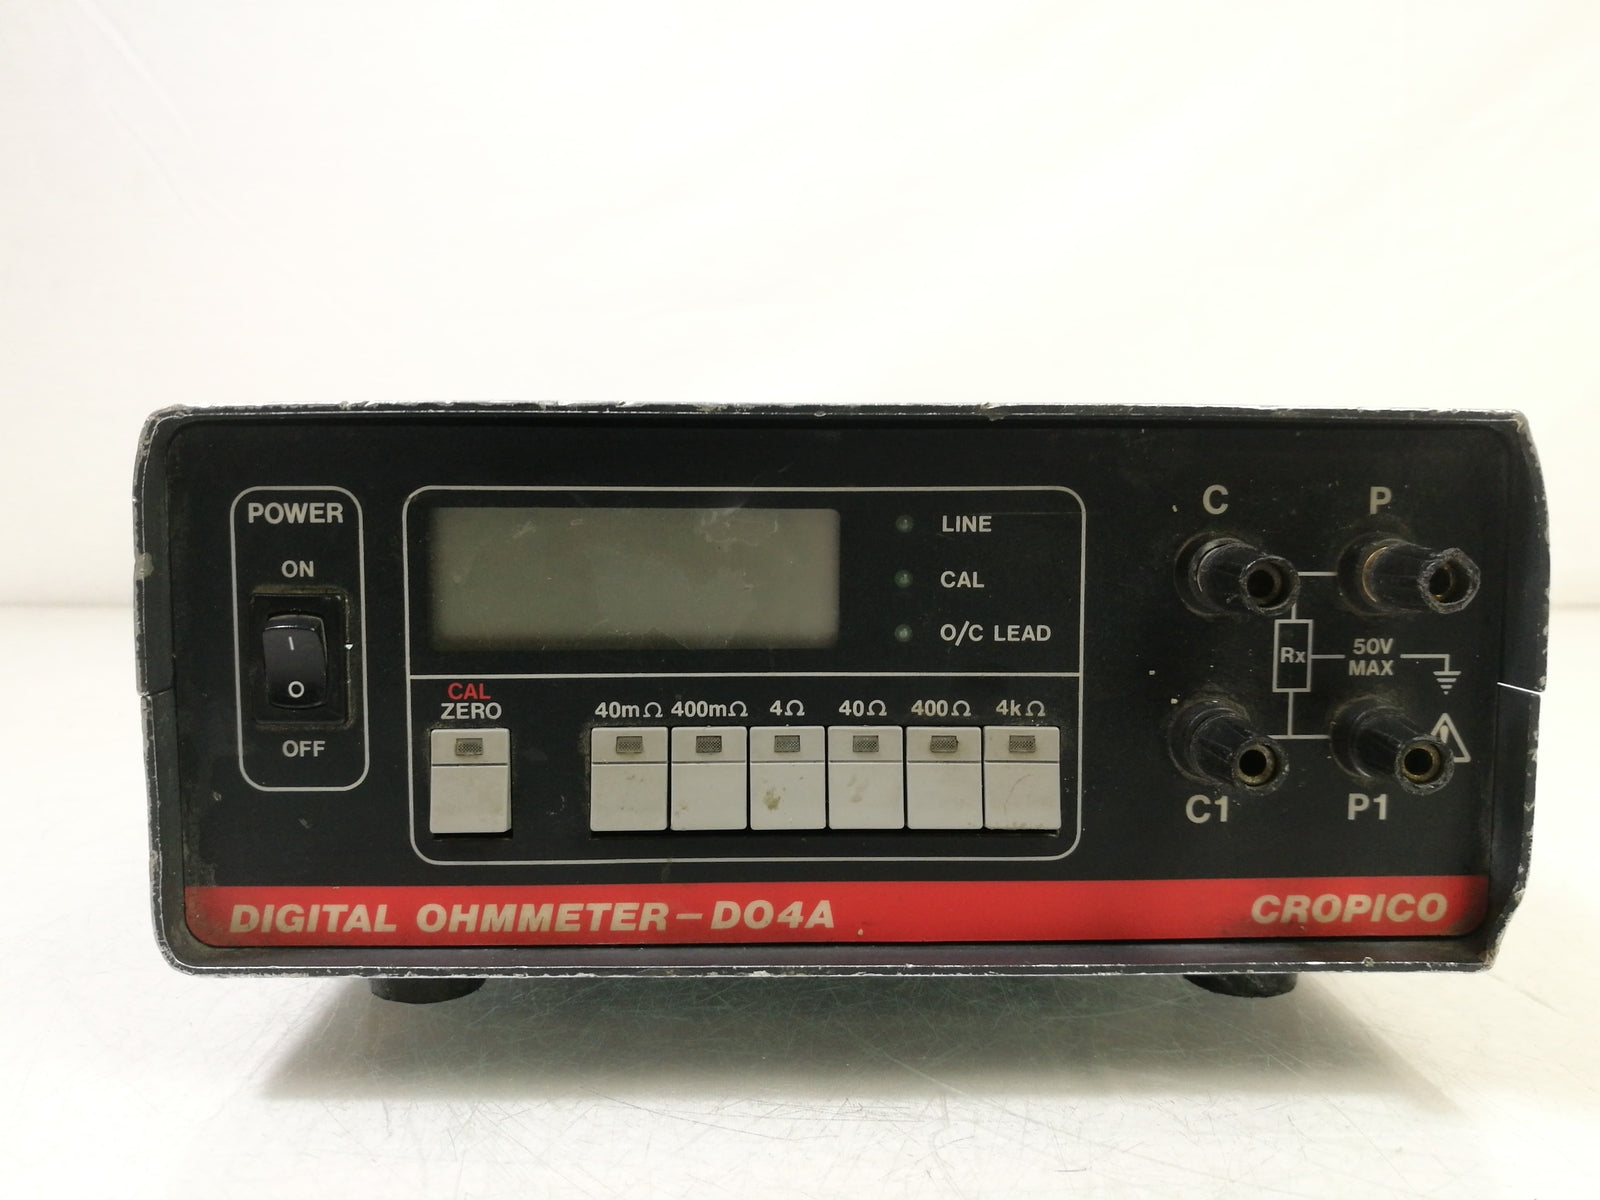 POWER
ON
I
O
OFF
LINE
CAL
O/C LEAD
CAL
ZERO
40mΩ 400mΩ 4Ω 40Ω 400Ω 4kΩ
C P
Rx
50V
MAX
C1 P1
DIGITAL OHMMETER–DO4A
CROPICO